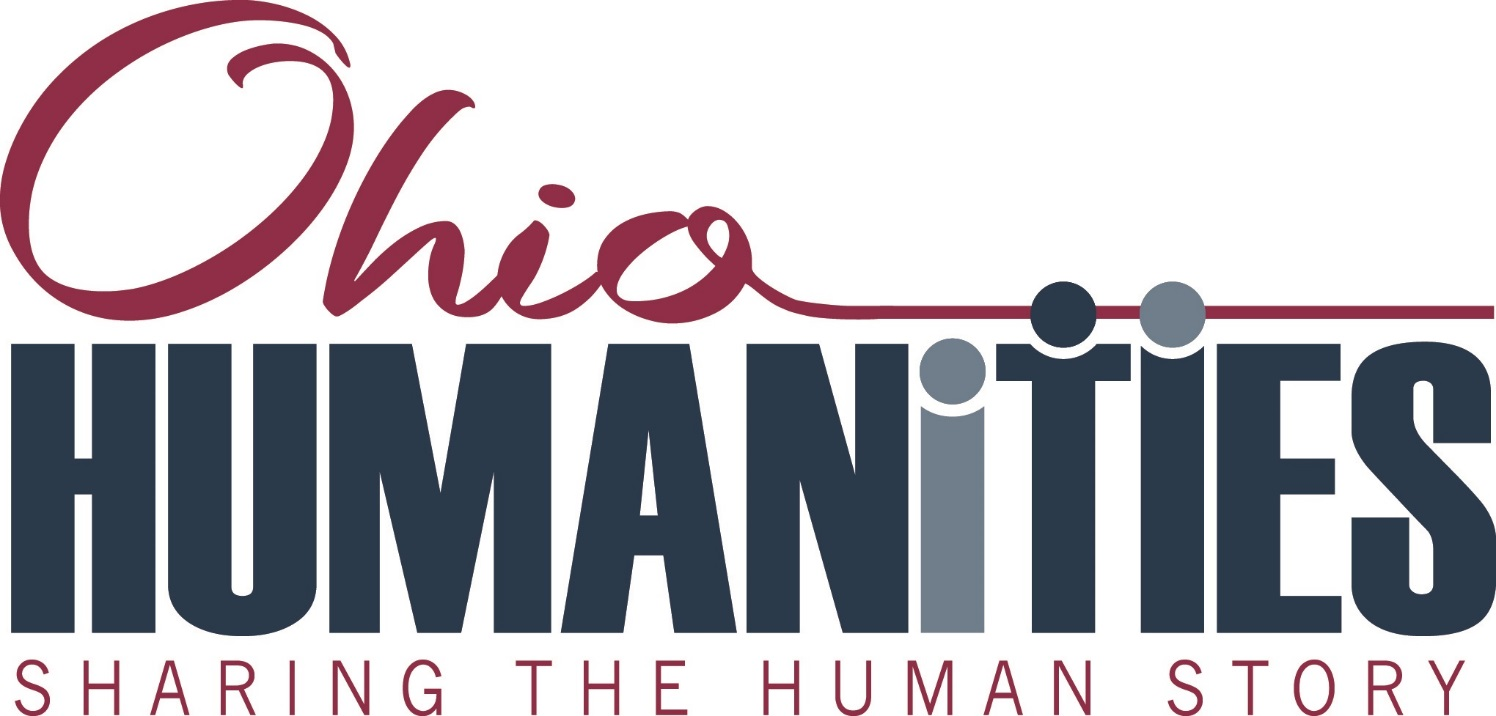 Ohio
HUMANiTIES
SHARING THE HUMAN STORY